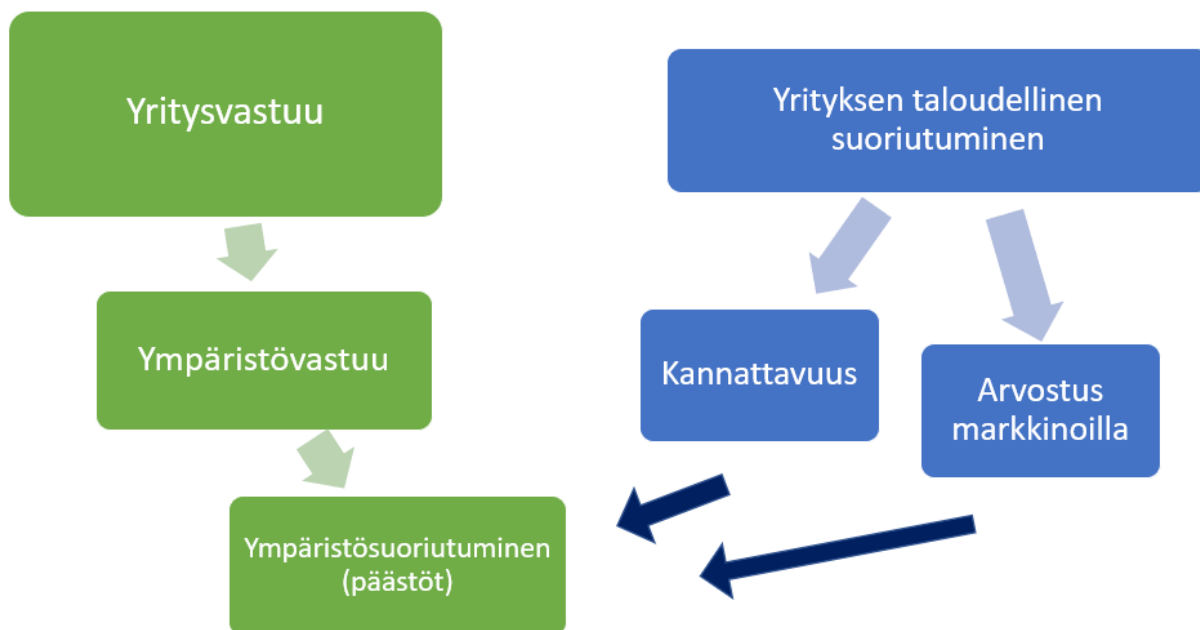 Yritysvastuu
Ympäristövastuu
Ympäristösuoriutuminen
(päästöt)
Yrityksen taloudellinen
suoriutuminen
Kannattavuus
Arvostus
markkinoilla